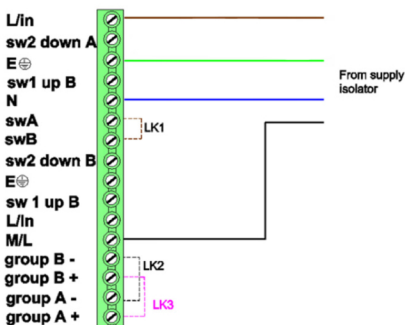 L/in
sw2 down A
E
sw1 up B
N
swA
swB
sw2 down B
E
sw 1 up B
L/In
M/L
group B -
group B +
group A -
group A +
From supply
isolator
LK1
LK2
LK3